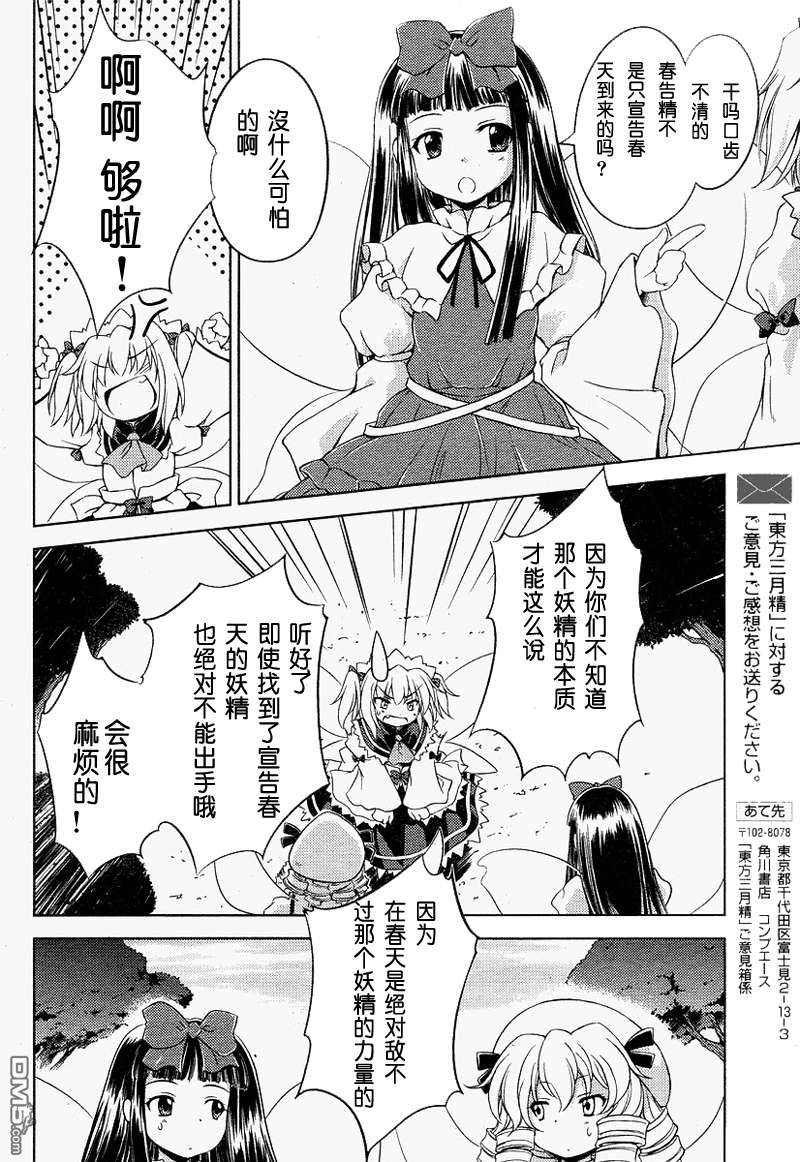 干吗口齿
不清的
春告精不
是只宣告春
天到来的吗？
沒什么可怕
的啊
啊啊 够啦！
因为你们不知道
那个妖精的本质
才能这么说
听好了
即使找到了宣告春
天的妖精
也绝对不能出手哦
会很
麻烦的！
因为
在春天是绝对敌不
过那个妖精的力量的
「東方三月精」に対する
ご意見・ご感想をお送りください。
あて先
〒102-8078
東京都千代田区富士見2-13-3
角川書店 コンプエース
「東方三月精」ご意見箱係
DM5.com